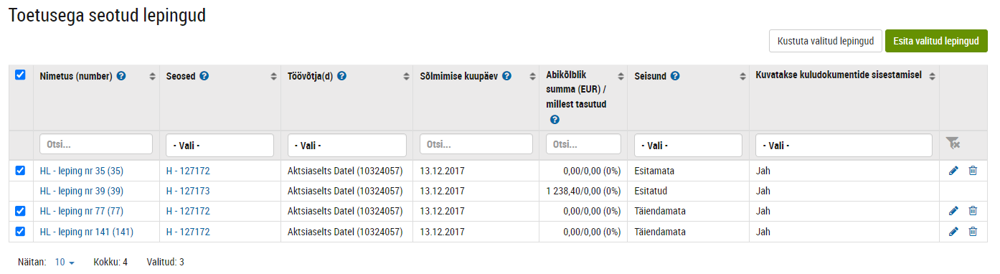 Toetusega seotud lepingud
Kustuta valitud lepingud Esita valitud lepingud
Nimetus (number) Seosed Töövõtja(d) Sõlmimise kuupäev Abikõlblik summa (EUR) / millest tasutud Seisund Kuvatakse kuludokumentide sisestamisel
Otsi... - Vali - - Vali - Otsi... Otsi... - Vali - - Vali -
HL - leping nr 35 (35) H - 127172 Aktsiaselts Datel (10324057) 13.12.2017 0,00/0,00 (0%) Esitamata Jah
HL - leping nr 39 (39) H - 127173 Aktsiaselts Datel (10324057) 13.12.2017 1 238,40/0,00 (0%) Esitatud Jah
HL - leping nr 77 (77) H - 127172 Aktsiaselts Datel (10324057) 13.12.2017 0,00/0,00 (0%) Täiendamata Jah
HL - leping nr 141 (141) H - 127172 Aktsiaselts Datel (10324057) 13.12.2017 0,00/0,00 (0%) Täiendamata Jah
Näitan: 10 Kokku: 4 Valitud: 3